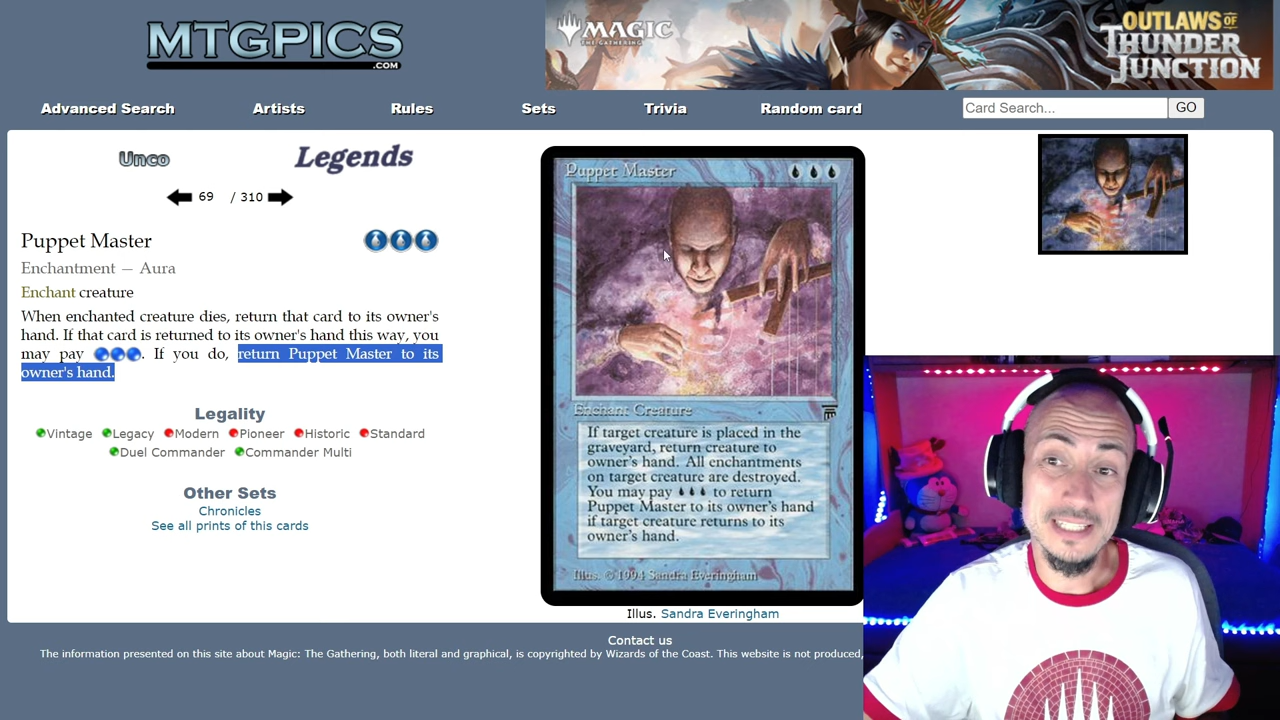 MTGPICS
.COM
MAGIC
THE GATHERING
OUTLAWS OF
THUNDER
JUNCTION
Advanced Search
Artists
Rules
Sets
Trivia
Random card
Card Search...
GO
Unco
Legends
69 / 310
Puppet Master
Enchantment — Aura
Enchant creature
When enchanted creature dies, return that card to its owner's
hand. If that card is returned to its owner's hand this way, you
may pay . If you do, return Puppet Master to its
owner's hand.
Legality
Vintage Legacy Modern Pioneer Historic Standard
Duel Commander Commander Multi
Other Sets
Chronicles
See all prints of this cards
Puppet Master
Enchant Creature
If target creature is placed in the
graveyard, return creature to
owner's hand. All enchantments
on target creature are destroyed.
You may pay to return
Puppet Master to its owner's hand
if target creature returns to its
owner's hand.
Illus. © 1994 Sandra Everingham
Illus. Sandra Everingham
Contact us
The information presented on this site about Magic: The Gathering, both literal and graphical, is copyrighted by Wizards of the Coast. This website is not produced,